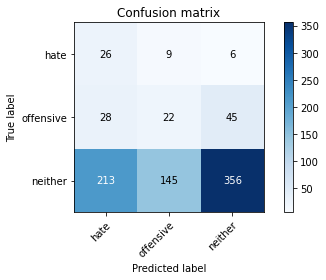 Confusion matrix
True label
hate 26 9 6
offensive 28 22 45
neither 213 145 356
hate offensive neither
Predicted label
350
300
250
200
150
100
50